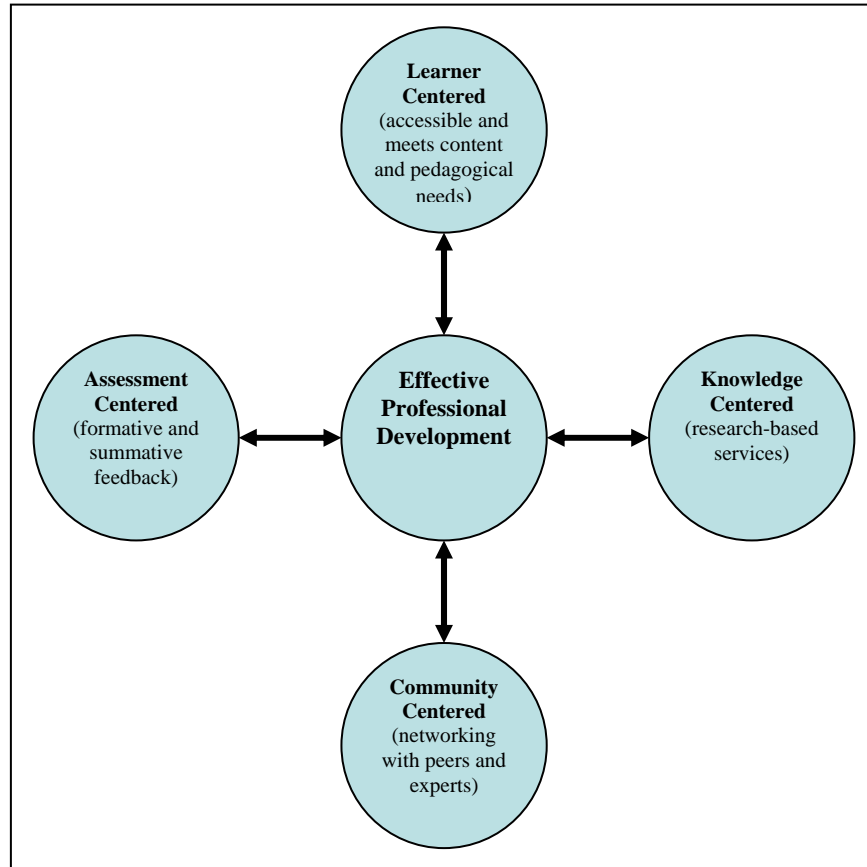 Learner
Centered
(accessible and
meets content
and pedagogical
needs)
Assessment
Centered
(formative and
summative
feedback)
Effective
Professional
Development
Knowledge
Centered
(research-based
services)
Community
Centered
(networking
with peers and
experts)